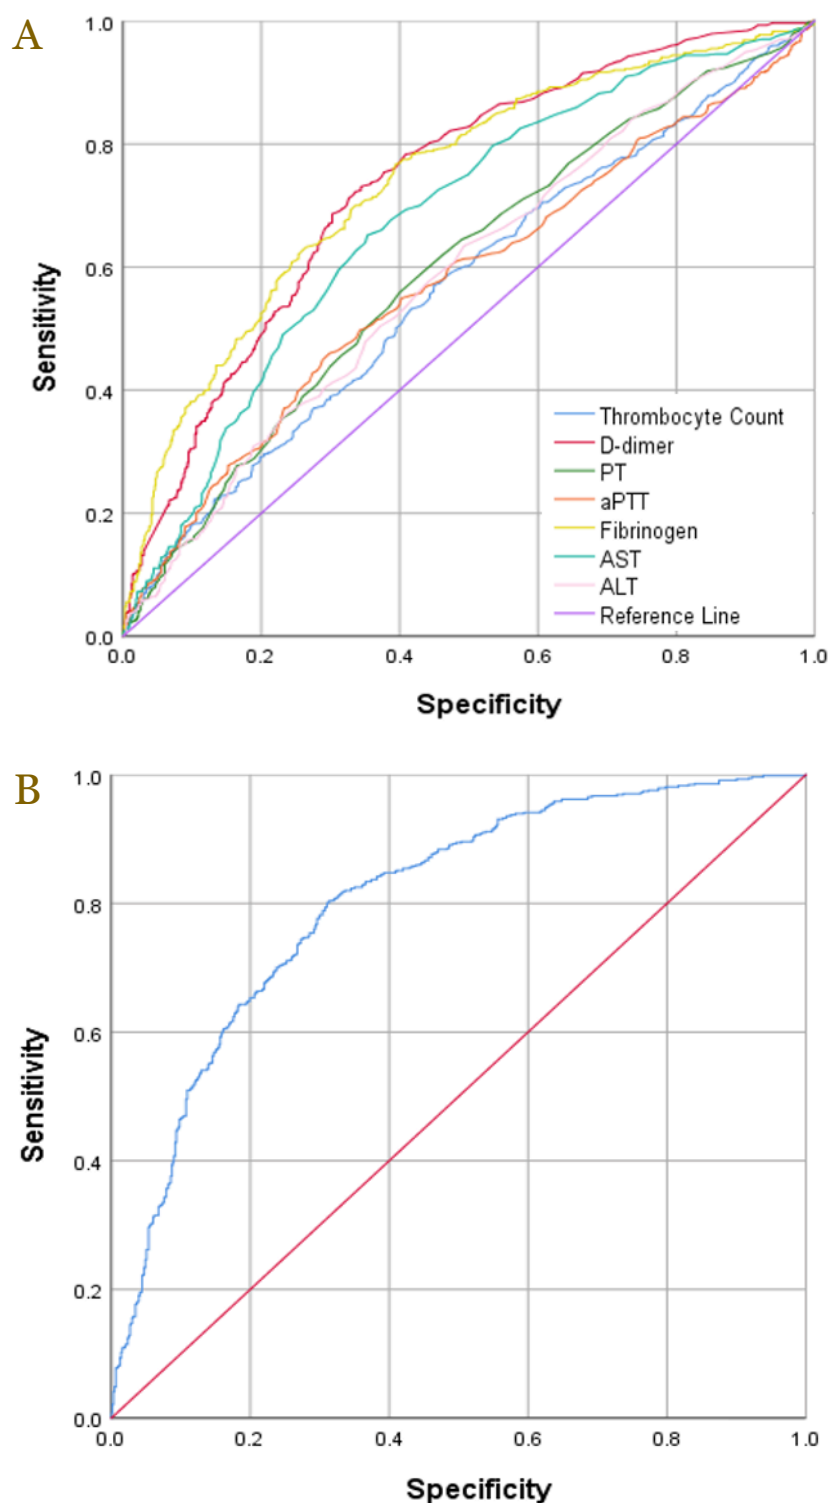 A
1.0
0.8
0.6
0.4
0.2
0.0
Sensitivity
Thrombocyte Count
D-dimer
PT
aPTT
Fibrinogen
AST
ALT
Reference Line
0.0 0.2 0.4 0.6 0.8 1.0
Specificity
B
1.0
0.8
0.6
0.4
0.2
0.0
Sensitivity
0.0 0.2 0.4 0.6 0.8 1.0
Specificity